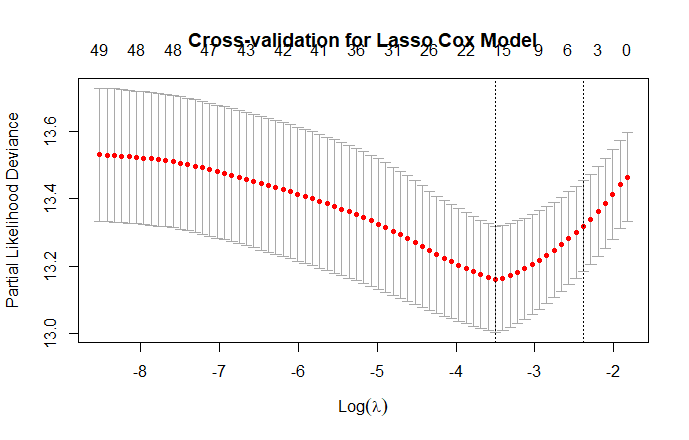 Cross-validation for Lasso Cox Model
49 48 48 47 43 42 41 36 31 26 22 15 9 6 3 0
Partial Likelihood Deviance
13.6
13.4
13.2
13.0
-8 -7 -6 -5 -4 -3 -2
Log(λ)